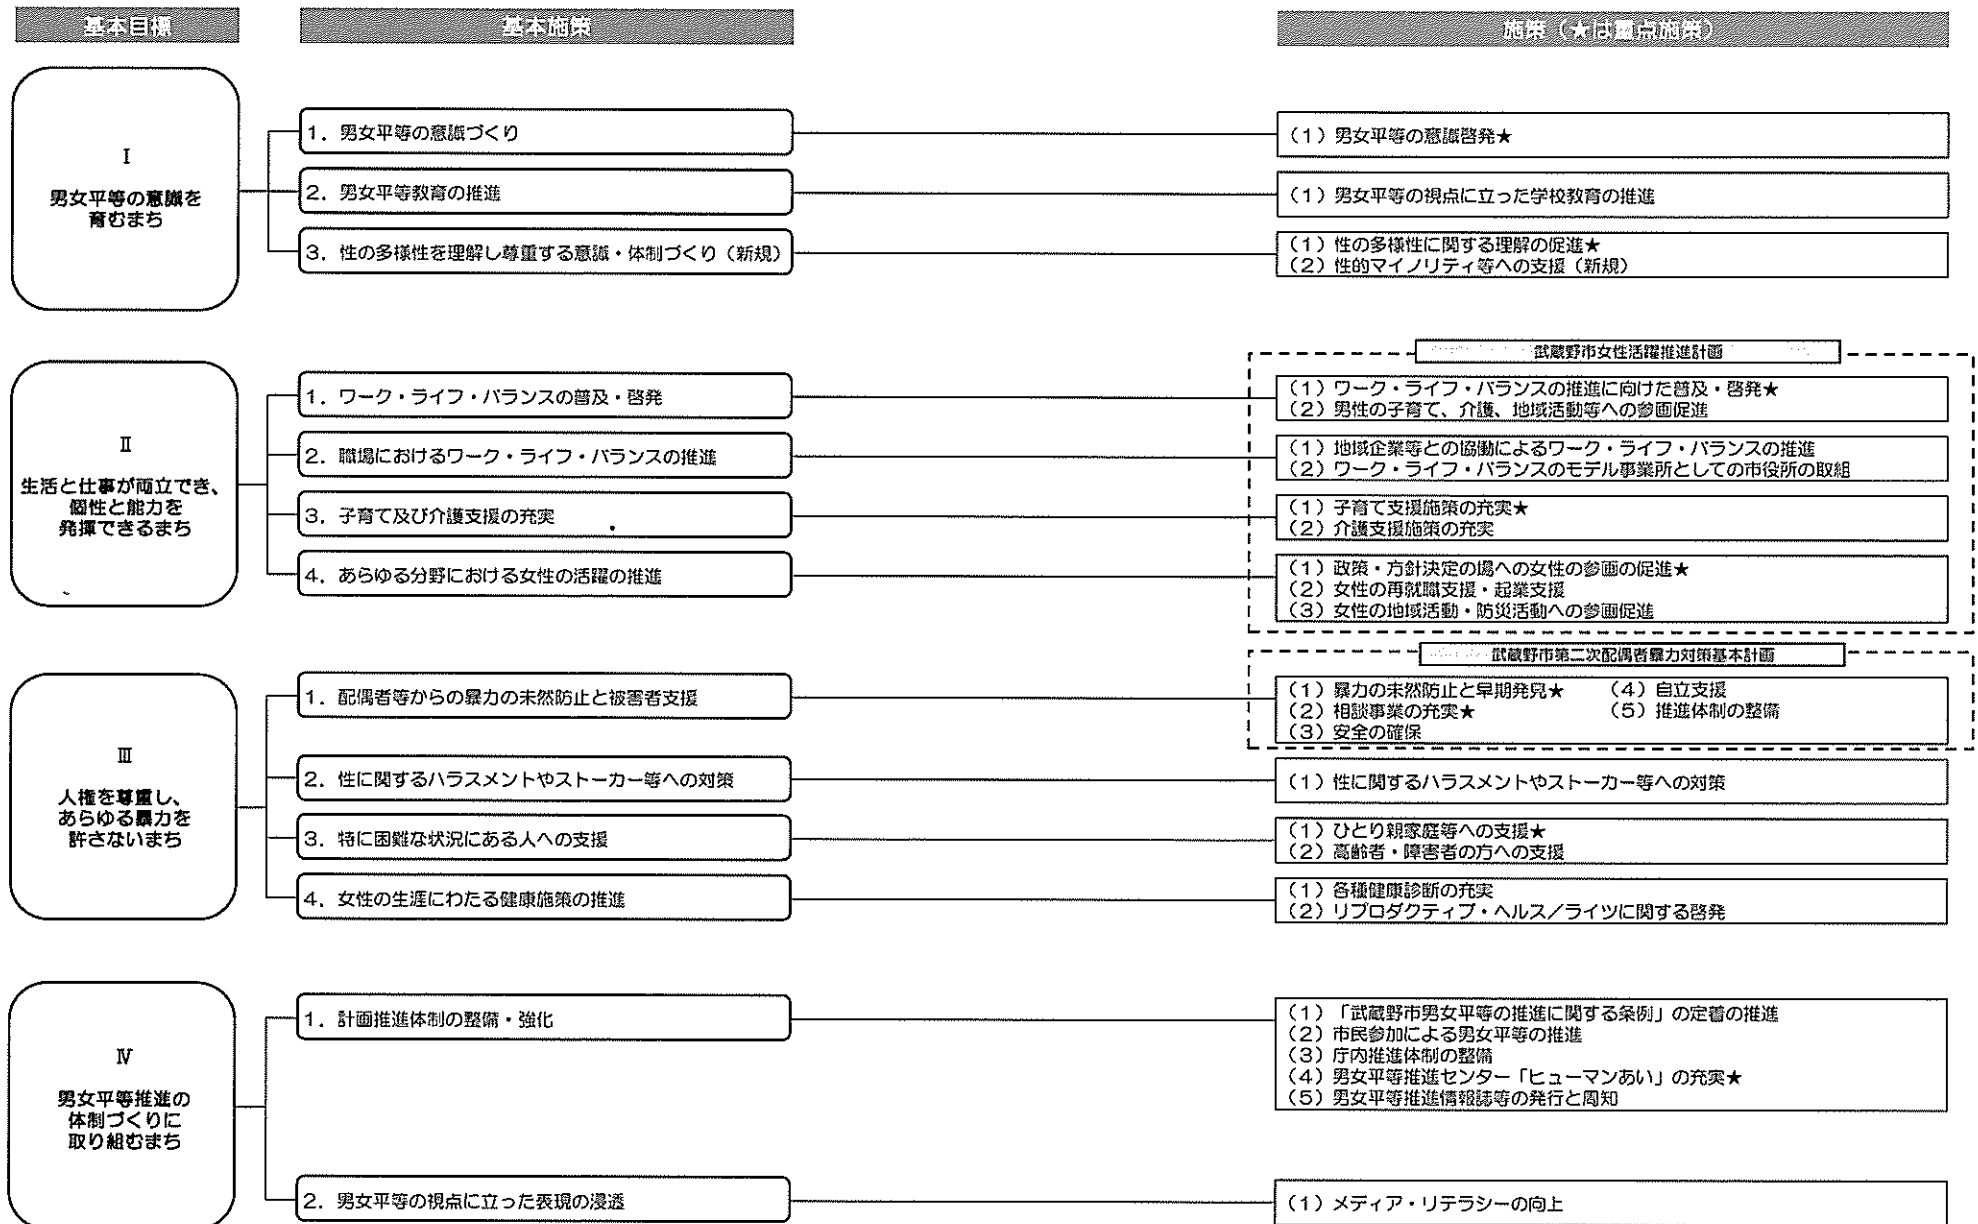 基本目標
基本施策
施策(★は重点施策)
Ⅰ
男女平等の意識を
育むまち
1.男女平等の意識づくり
(1)男女平等の意識啓発★
2.男女平等教育の推進
(1)男女平等の視点に立った学校教育の推進
3.性の多様性を理解し尊重する意識・体制づくり(新規)
(1)性の多様性に関する理解の促進★
(2)性的マイノリティ等への支援(新規)
Ⅱ
生活と仕事が両立でき、
個性と能力を
発揮できるまち
武蔵野市女性活躍推進計画
1.ワーク・ライフ・バランスの普及・啓発
(1)ワーク・ライフ・バランスの推進に向けた普及・啓発★
(2)男性の子育て、介護、地域活動等への参画促進
2.職場におけるワーク・ライフ・バランスの推進
(1)地域企業等との協働によるワーク・ライフ・バランスの推進
(2)ワーク・ライフ・バランスのモデル事業所としての市役所の取組
3.子育て及び介護支援の充実
(1)子育て支援施策の充実★
(2)介護支援施策の充実
4.あらゆる分野における女性の活躍の推進
(1)政策・方針決定の場への女性の参画の促進★
(2)女性の再就職支援・起業支援
(3)女性の地域活動・防災活動への参画促進
Ⅲ
人権を尊重し、
あらゆる暴力を
許さないまち
武蔵野市第二次配偶者暴力対策基本計画
1.配偶者等からの暴力の未然防止と被害者支援
(1)暴力の未然防止と早期発見★ (4)自立支援
(2)相談事業の充実★ (5)推進体制の整備
(3)安全の確保
2.性に関するハラスメントやストーカー等への対策
(1)性に関するハラスメントやストーカー等への対策
3.特に困難な状況にある人への支援
(1)ひとり親家庭等への支援★
(2)高齢者・障害者の方への支援
4.女性の生涯にわたる健康施策の推進
(1)各種健康診断の充実
(2)リプロダクティブ・ヘルス/ライツに関する啓発
Ⅳ
男女平等推進の
体制づくりに
取り組むまち
1.計画推進体制の整備・強化
(1)「武蔵野市男女平等の推進に関する条例」の定着の推進
(2)市民参加による男女平等の推進
(3)庁内推進体制の整備
(4)男女平等推進センター「ヒューマンあい」の充実★
(5)男女平等推進情報誌等の発行と周知
2.男女平等の視点に立った表現の浸透
(1)メディア・リテラシーの向上